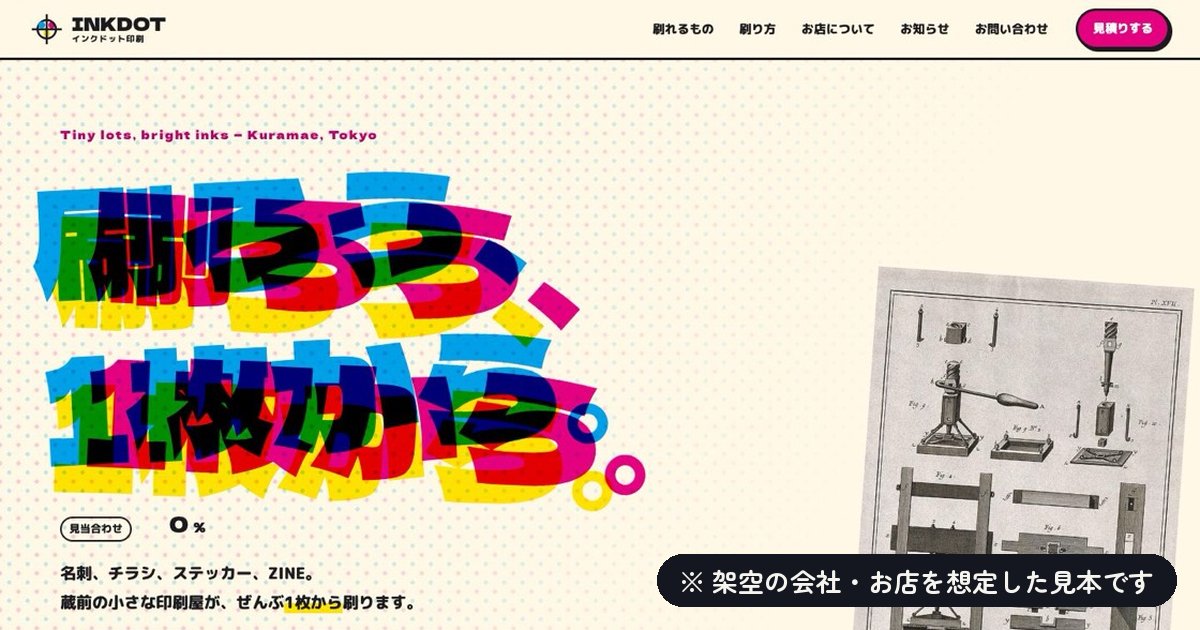 INKDOT
インクドット印刷
刷れるもの
刷り方
お店について
お知らせ
お問い合わせ
見積りする
Tiny lots, bright inks – Kuramae, Tokyo
刷ろう、
1枚から。
見当合わせ
0 %
名刺、チラシ、ステッカー、ZINE。
蔵前の小さな印刷屋が、ぜんぶ1枚から刷ります。
Pl. XVII.
※ 架空の会社・お店を想定した見本です